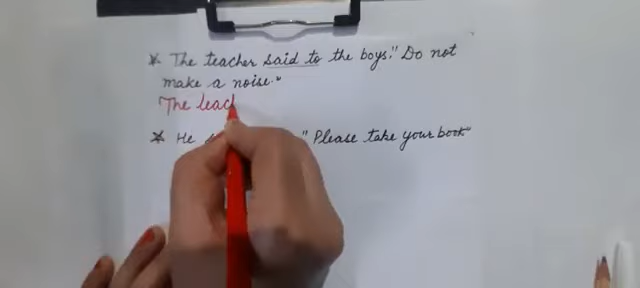 * The teacher said to the boys." Do not
make a noise."
The teac
* He " Please take your book"